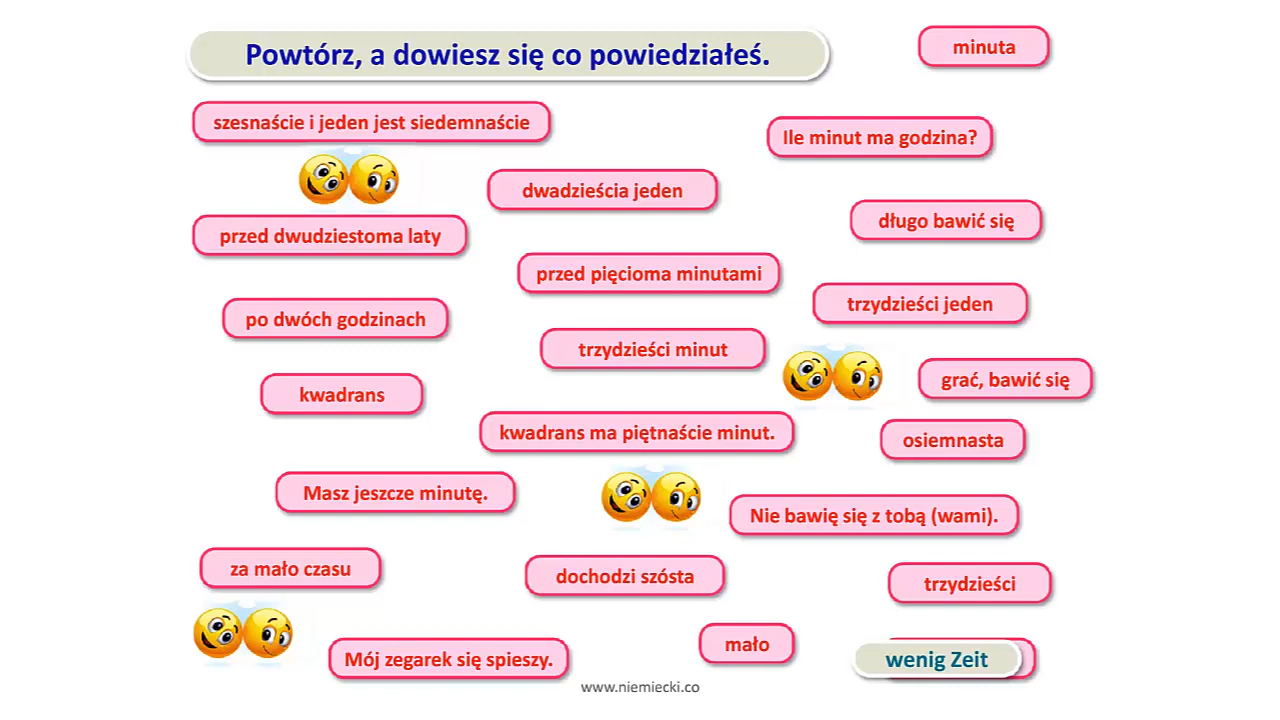 Powtórz, a dowiesz się co powiedziałeś.
minuta
szesnaście i jeden jest siedemnaście
Ile minut ma godzina?
dwadzieścia jeden
długo bawić się
przed dwudziestoma laty
przed pięcioma minutami
trzydzieści jeden
po dwóch godzinach
trzydzieści minut
grać, bawić się
kwadrans
kwadrans ma piętnaście minut.
osiemnasta
Masz jeszcze minutę.
Nie bawię się z tobą (wami).
za mało czasu
dochodzi szósta
trzydzieści
mało
Mój zegarek się spieszy.
wenig Zeit
www.niemiecki.co